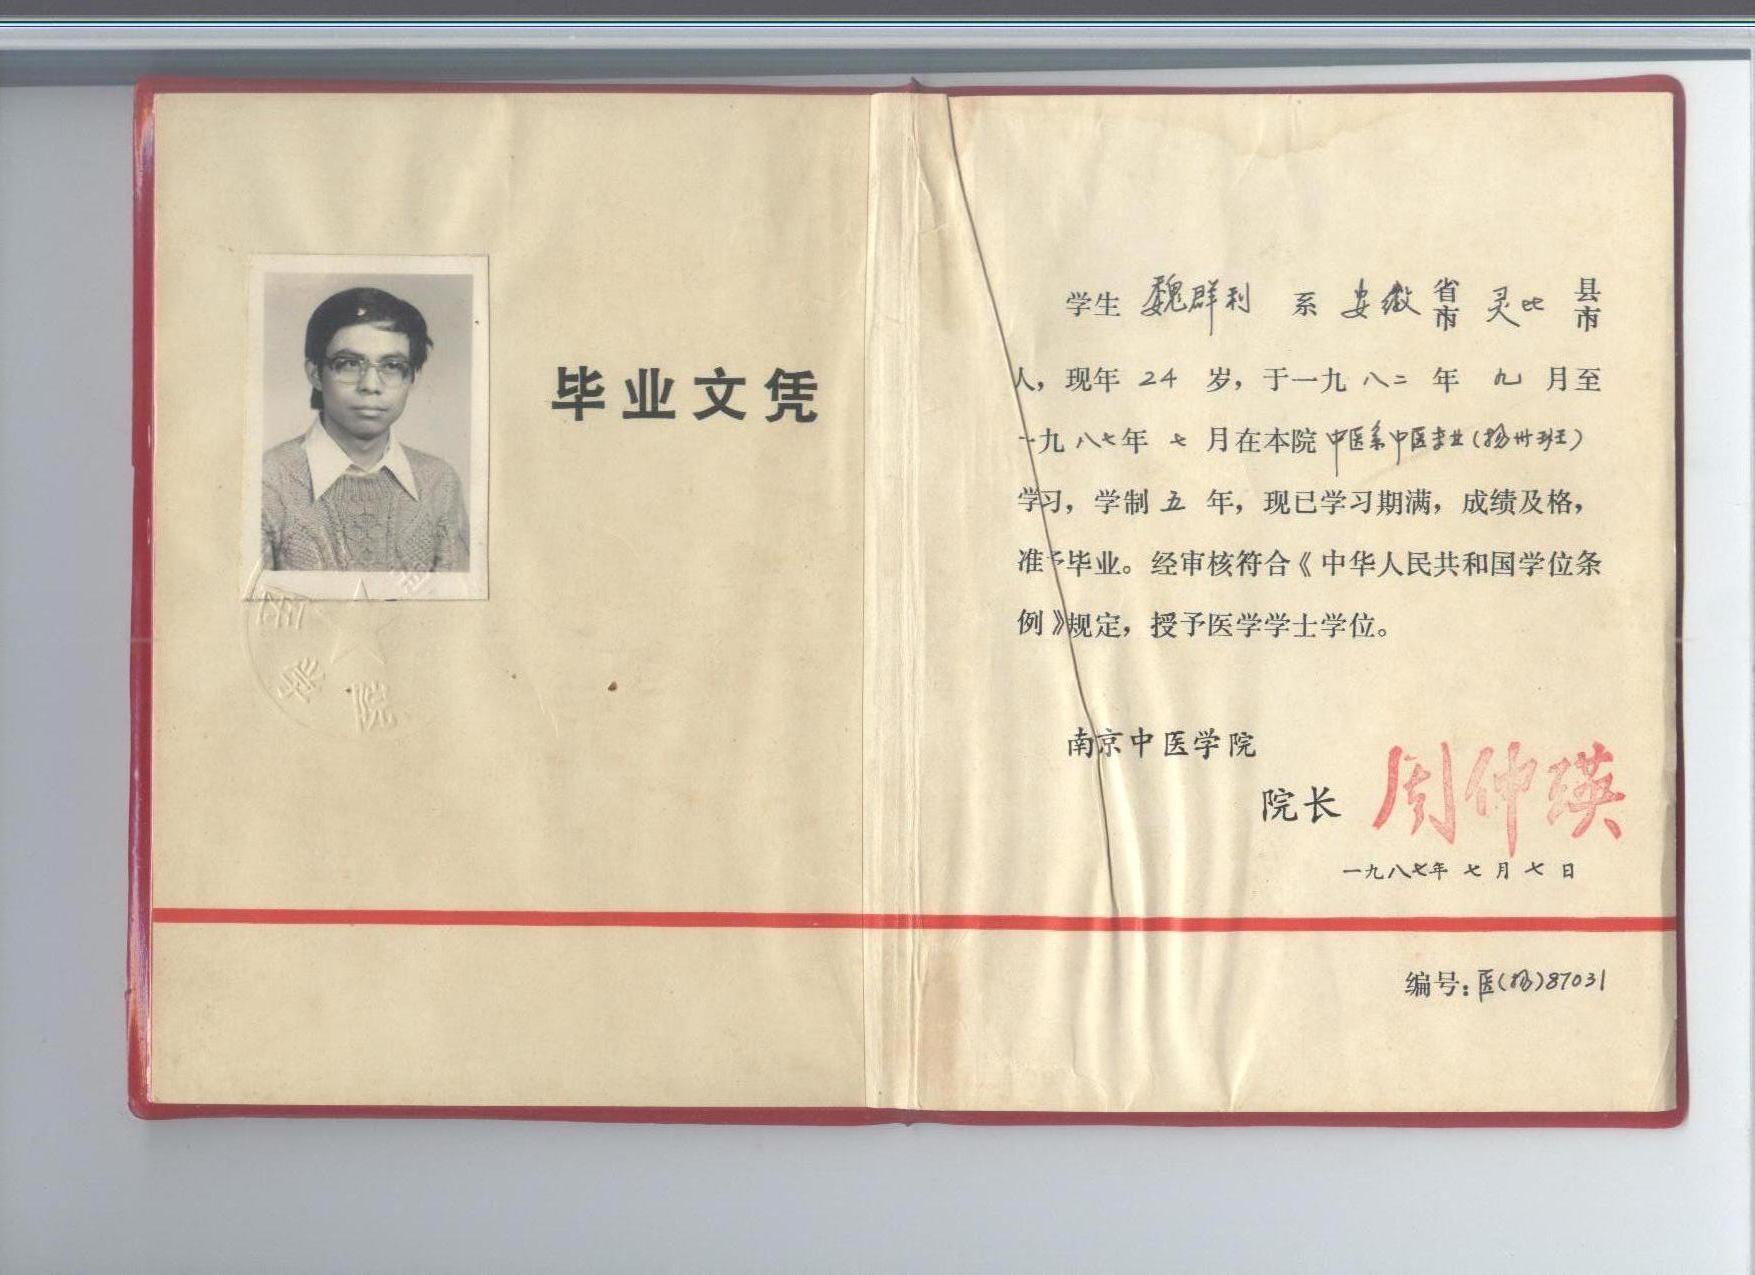 毕业文凭
学生 魏群利 系 安徽 省市 灵比 县市
人，现年 24 岁，于一九八二年 九 月至
一九八七年 七 月在本院中医系中医专业(扬州班)
学习，学制 五 年，现已学习期满，成绩及格，
准予毕业。经审核符合《中华人民共和国学位条
例》规定，授予医学学士学位。
南京中医学院
院长 周仲瑛
一九八七年 七 月 七 日
编号：医(扬)87031
医
学
院